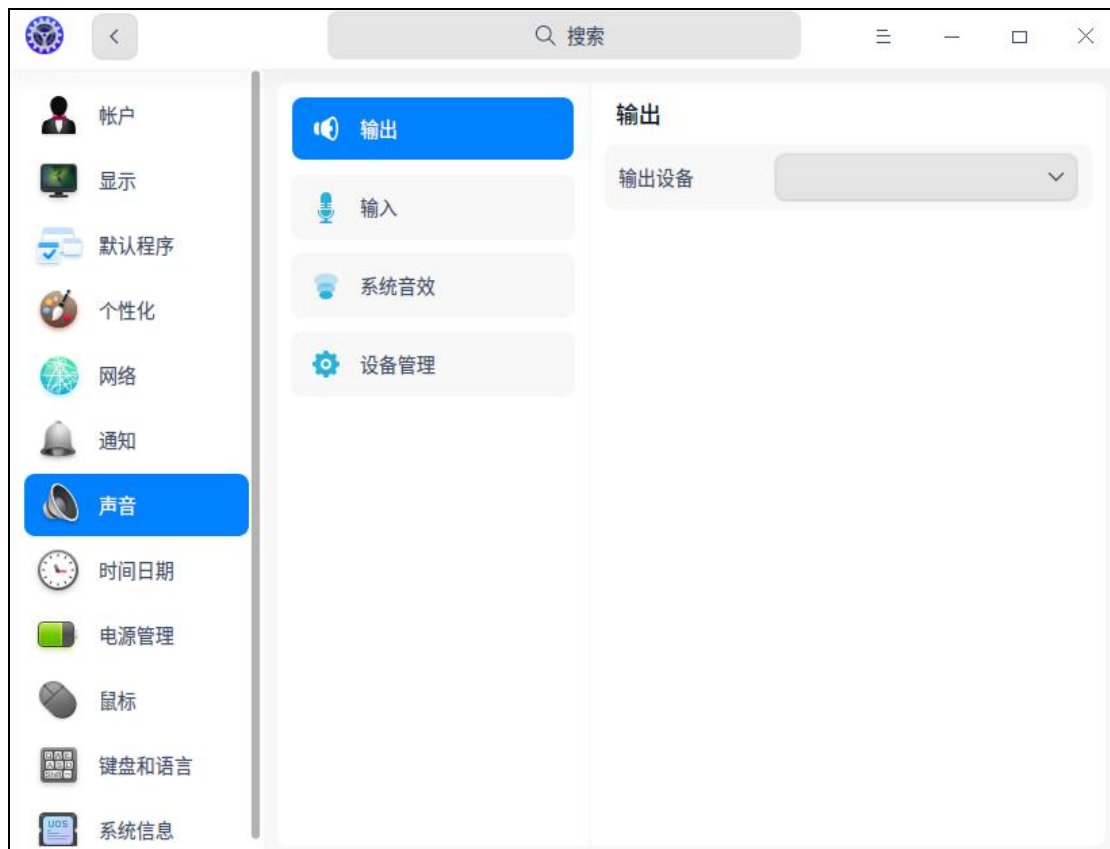 搜索
帐户
显示
默认程序
个性化
网络
通知
声音
时间日期
电源管理
鼠标
键盘和语言
UOS
系统信息
输出
输入
系统音效
设备管理
输出
输出设备